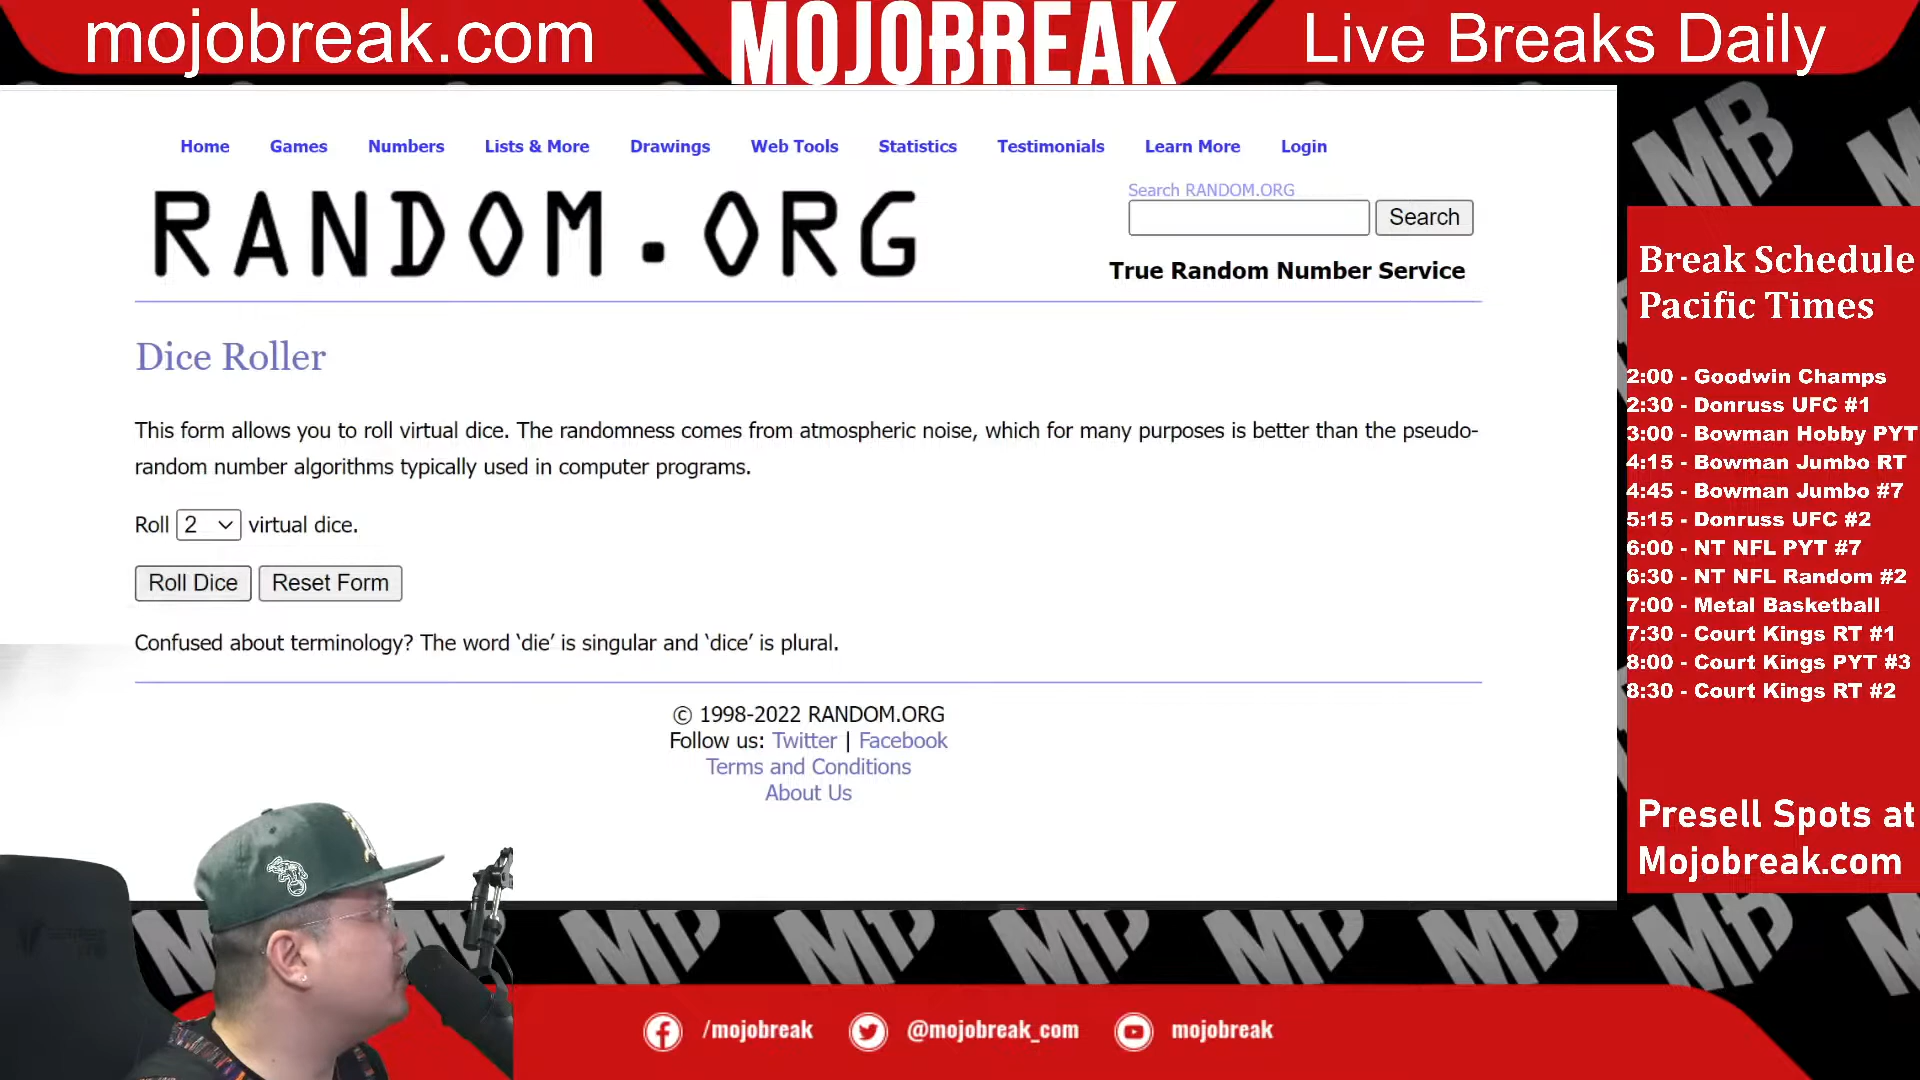 mojobreak.com
MOJOBREAK
Live Breaks Daily
Home Games Numbers Lists & More Drawings Web Tools Statistics Testimonials Learn More Login
RANDOM.ORG
Search RANDOM.ORG
Search
True Random Number Service
Dice Roller
This form allows you to roll virtual dice. The randomness comes from atmospheric noise, which for many purposes is better than the pseudo-
random number algorithms typically used in computer programs.
Roll 2 virtual dice.
Roll Dice Reset Form
Confused about terminology? The word ‘die’ is singular and ‘dice’ is plural.
© 1998-2022 RANDOM.ORG
Follow us: Twitter | Facebook
Terms and Conditions
About Us
Break Schedule
Pacific Times
2:00 - Goodwin Champs
2:30 - Donruss UFC #1
3:00 - Bowman Hobby PYT
4:15 - Bowman Jumbo RT
4:45 - Bowman Jumbo #7
5:15 - Donruss UFC #2
6:00 - NT NFL PYT #7
6:30 - NT NFL Random #2
7:00 - Metal Basketball
7:30 - Court Kings RT #1
8:00 - Court Kings PYT #3
8:30 - Court Kings RT #2
Presell Spots at
Mojobreak.com
MB MB MB MB MB MB MB
/mojobreak @mojobreak_com mojobreak